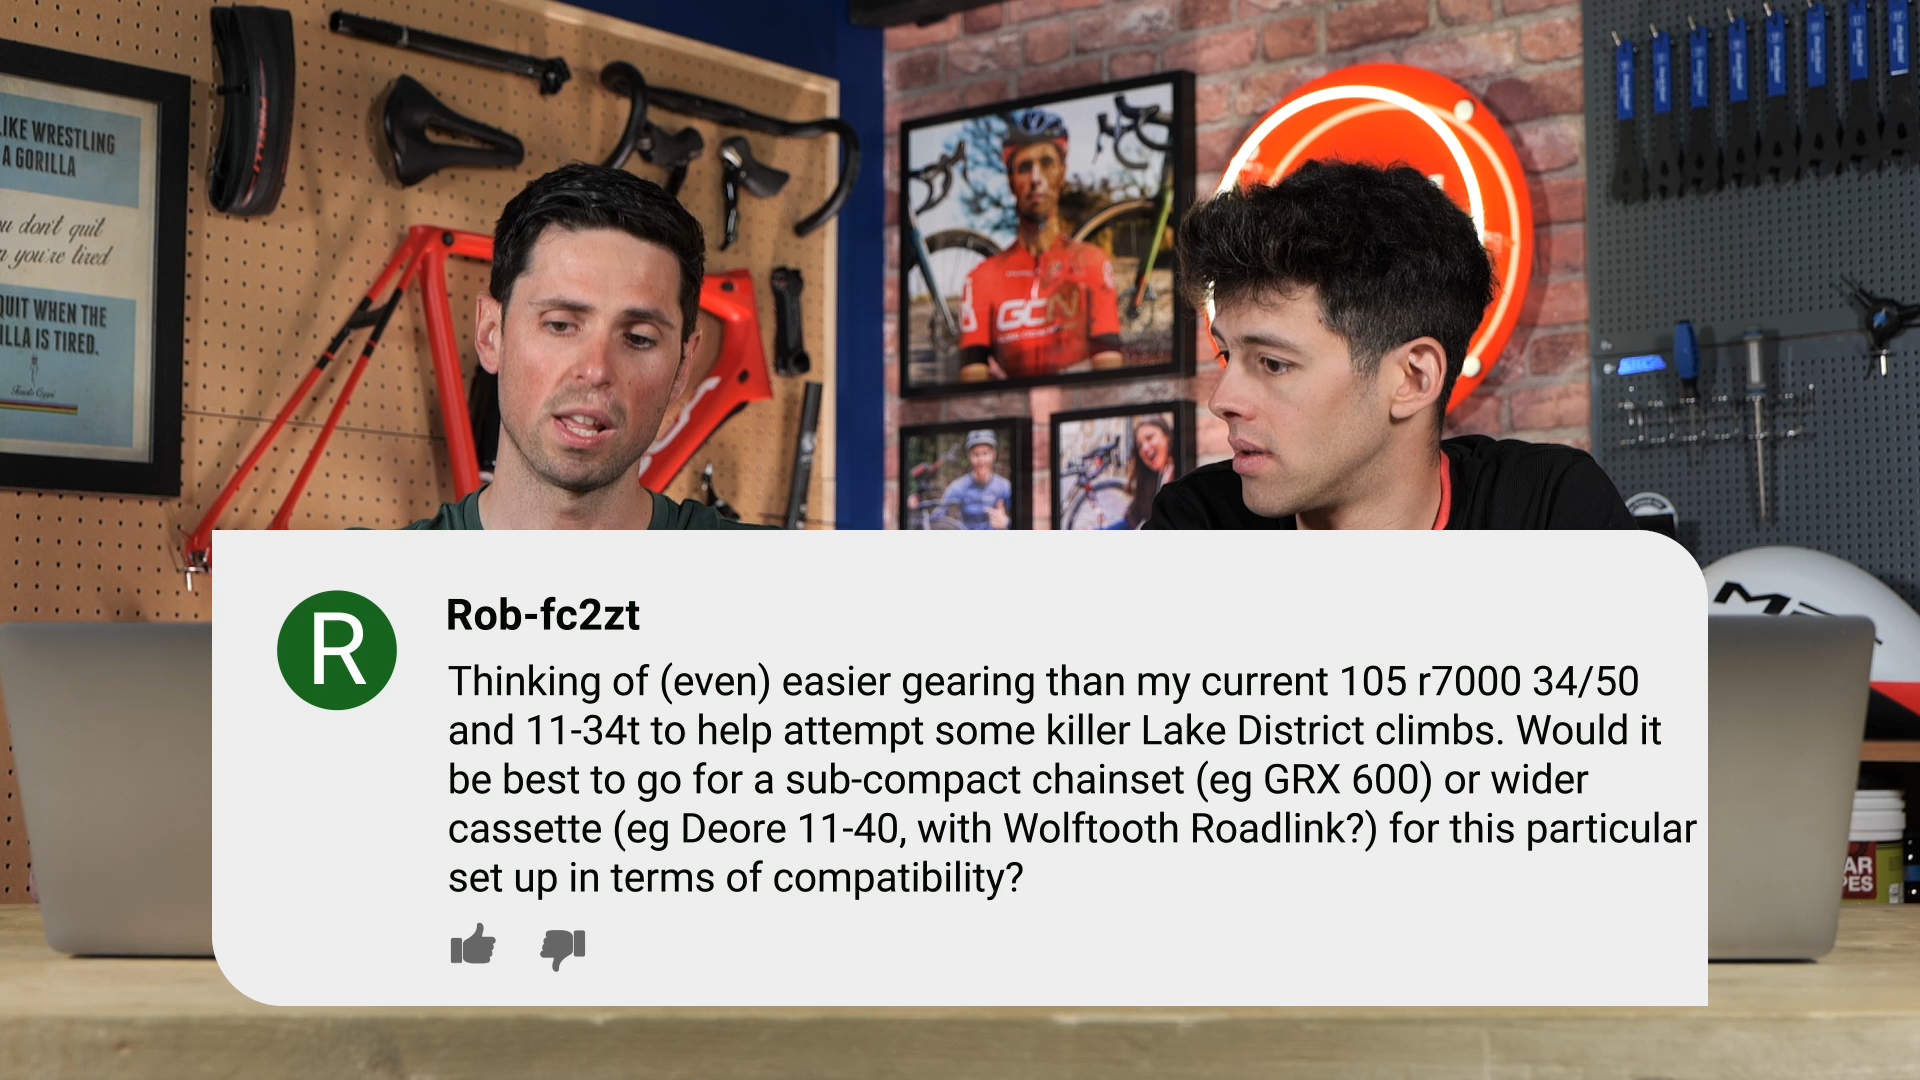 LIKE WRESTLING
A GORILLA
don't quit
you're tired
QUIT WHEN THE
IS TIRED.
GCN
R
Rob-fc2zt
Thinking of (even) easier gearing than my current 105 r7000 34/50
and 11-34t to help attempt some killer Lake District climbs. Would it
be best to go for a sub-compact chainset (eg GRX 600) or wider
cassette (eg Deore 11-40, with Wolftooth Roadlink?) for this particular
set up in terms of compatibility?